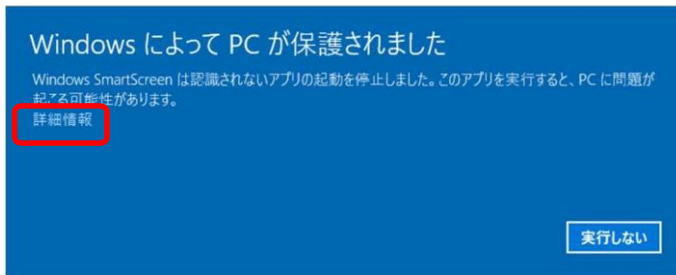 Windows によって PC が保護されました
Windows SmartScreen は認識されないアプリの起動を停止しました。このアプリを実行すると、PC に問題が
起こる可能性があります。
詳細情報
実行しない